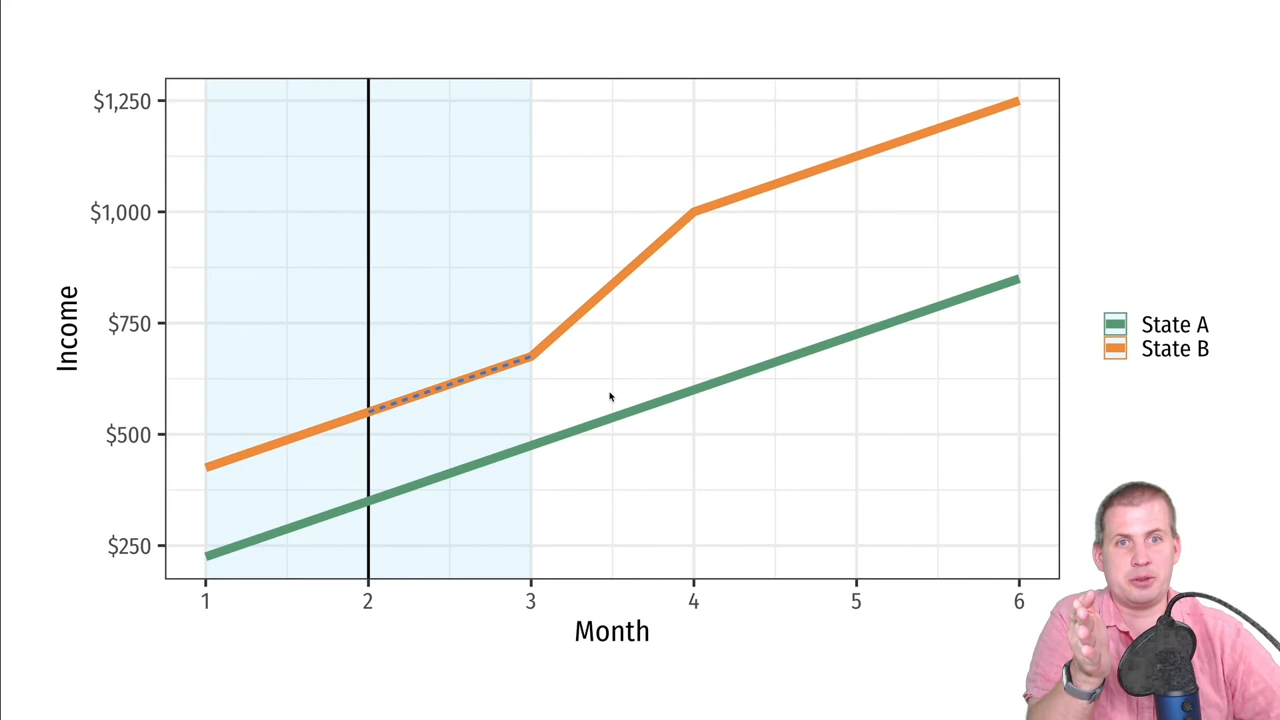 $1,250
$1,000
$750
$500
$250
Income
1 2 3 4 5 6
Month
State A
State B